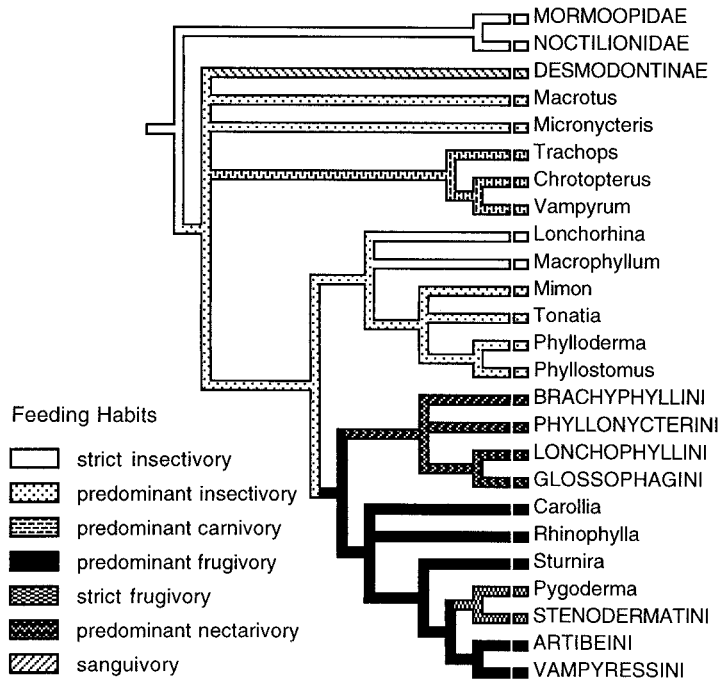 MORMOOPIDAE
NOCTILIONIDAE
DESMODONTINAE
Macrotus
Micronycteris
Trachops
Chrotopterus
Vampyrum
Lonchorhina
Macrophyllum
Mimon
Tonatia
Phylloderma
Phyllostomus
BRACHYPHYLLINI
PHYLLONYCTERINI
LONCHOPHYLLINI
GLOSSOPHAGINI
Carollia
Rhinophylla
Sturnira
Pygoderma
STENODERMATINI
ARTIBEINI
VAMPYRESSINI
Feeding Habits
strict insectivory
predominant insectivory
predominant carnivory
predominant frugivory
strict frugivory
predominant nectarivory
sanguivory